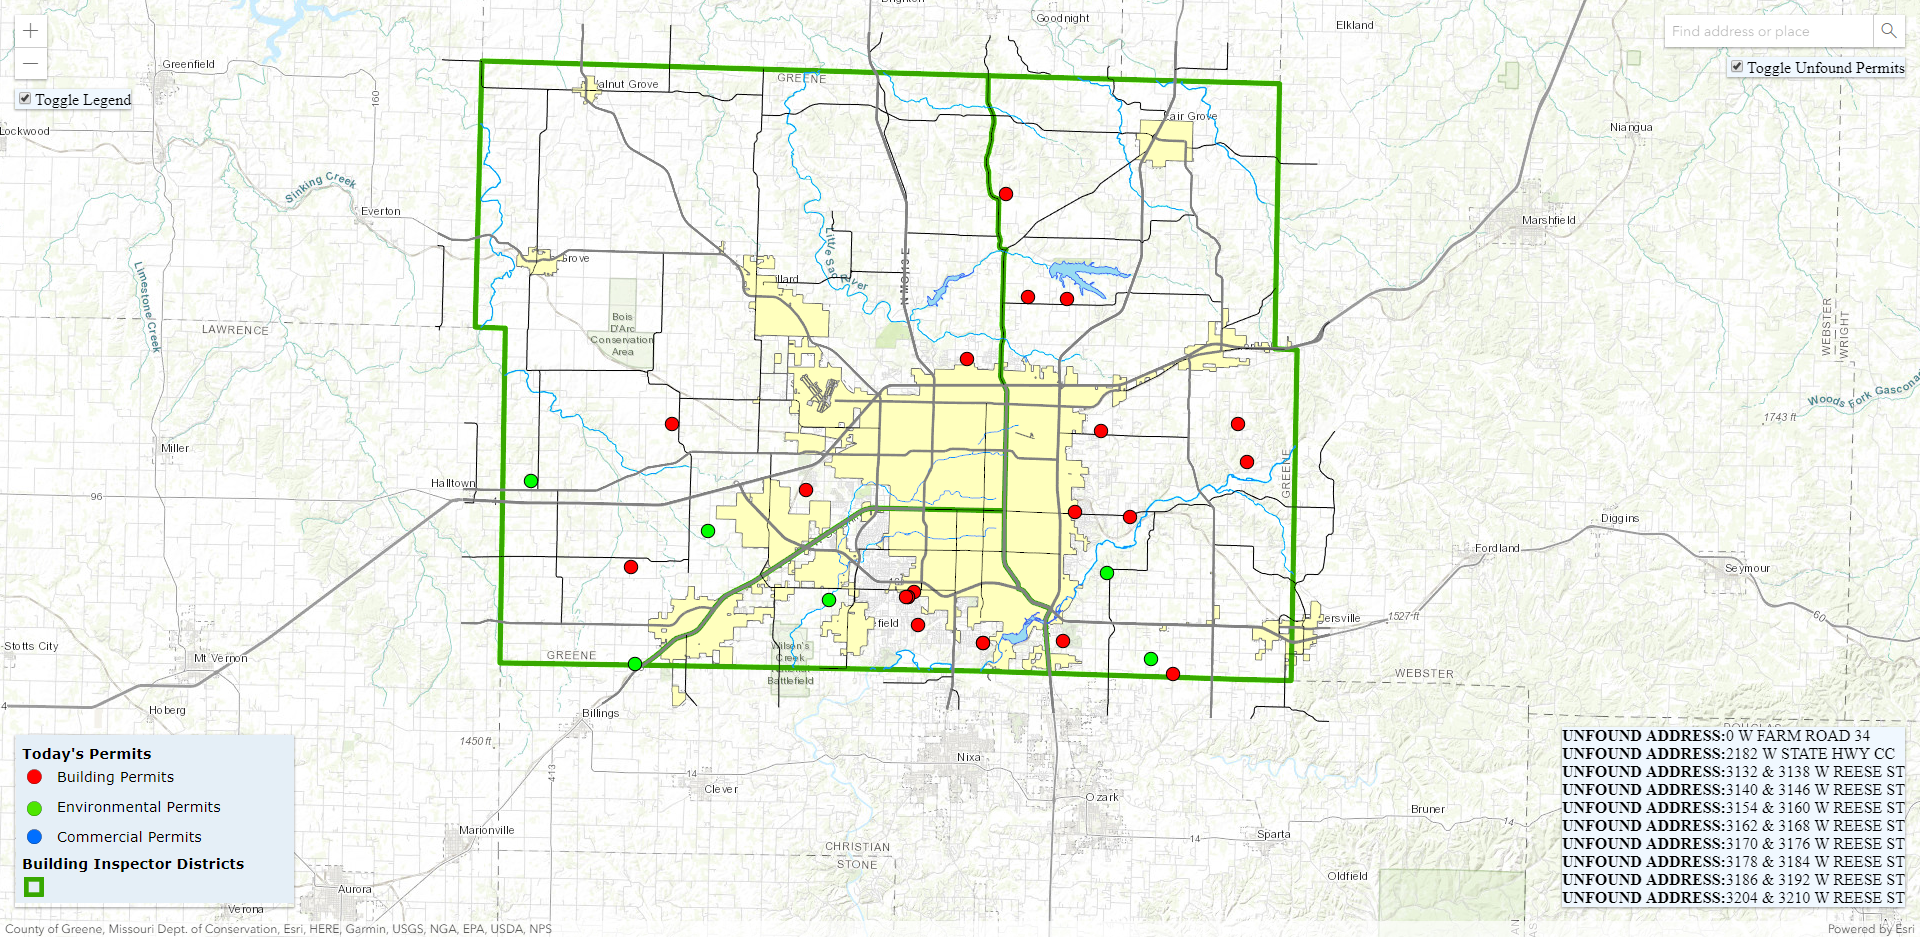 Brighton
Goodnight
Elkland
Find address or place
Toggle Unfound Permits
Greenfield
GREENE
Walnut Grove
160
Toggle Legend
Lockwood
Fair Grove
Niangua
Sinking Creek
Everton
Marshfield
Little Sac River
Grove
llard
Limestone Creek
Bois
D'Arc
Conservation
Area
LAWRENCE
WEBSTER
WRIGHT
Woods Fork Gascona
1743 ft
Miller
Halltown
96
GREENE
Diggins
Fordland
Seymour
60
field
1527 ft
ersville
Stotts City
Mt Vernon
GREENE
Wilson's
Creek
National
Battlefield
WEBSTER
4
Hoberg
Billings
1450 ft
DOUGLAS
Nixa
413
14
Clever
Ozark
Bruner
14
Marionville
14
Sparta
CHRISTIAN
STONE
Oldfield
Aurora
Verona
Today's Permits
Building Permits
Environmental Permits
Commercial Permits
Building Inspector Districts
UNFOUND ADDRESS:0 W FARM ROAD 34
UNFOUND ADDRESS:2182 W STATE HWY CC
UNFOUND ADDRESS:3132 & 3138 W REESE ST
UNFOUND ADDRESS:3140 & 3146 W REESE ST
UNFOUND ADDRESS:3154 & 3160 W REESE ST
UNFOUND ADDRESS:3162 & 3168 W REESE ST
UNFOUND ADDRESS:3170 & 3176 W REESE ST
UNFOUND ADDRESS:3178 & 3184 W REESE ST
UNFOUND ADDRESS:3186 & 3192 W REESE ST
UNFOUND ADDRESS:3204 & 3210 W REESE ST
County of Greene, Missouri Dept. of Conservation, Esri, HERE, Garmin, USGS, NGA, EPA, USDA, NPS
Powered by Esri